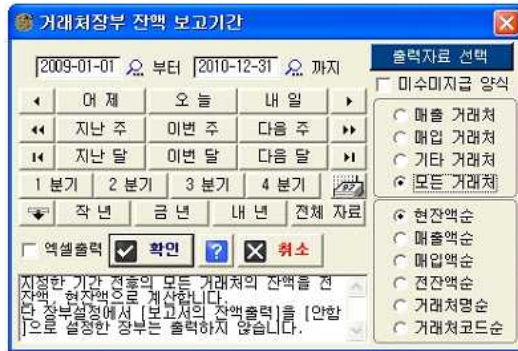 거래처장부 잔액 보고기간
2009-01-01 부터 2010-12-31 까지
어 제 오 늘 내 일
지난 주 이번 주 다음 주
지난 달 이번 달 다음 달
1 분기 2 분기 3 분기 4 분기
작 년 금 년 내 년 전체 자료
엑셀출력 확인 ? 취소
지정한 기간 전후의 모든 거래처의 잔액을 전
잔액, 현잔액으로 계산합니다.
단 장부설정에서 [보고서의 잔액출력]을 [안함
]으로 설정한 장부는 출력하지 않습니다.
출력자료 선택
미수미지급 양식
매출 거래처
매입 거래처
기타 거래처
모든 거래처
현잔액순
매출액순
매입액순
전잔액순
거래처명순
거래처코드순